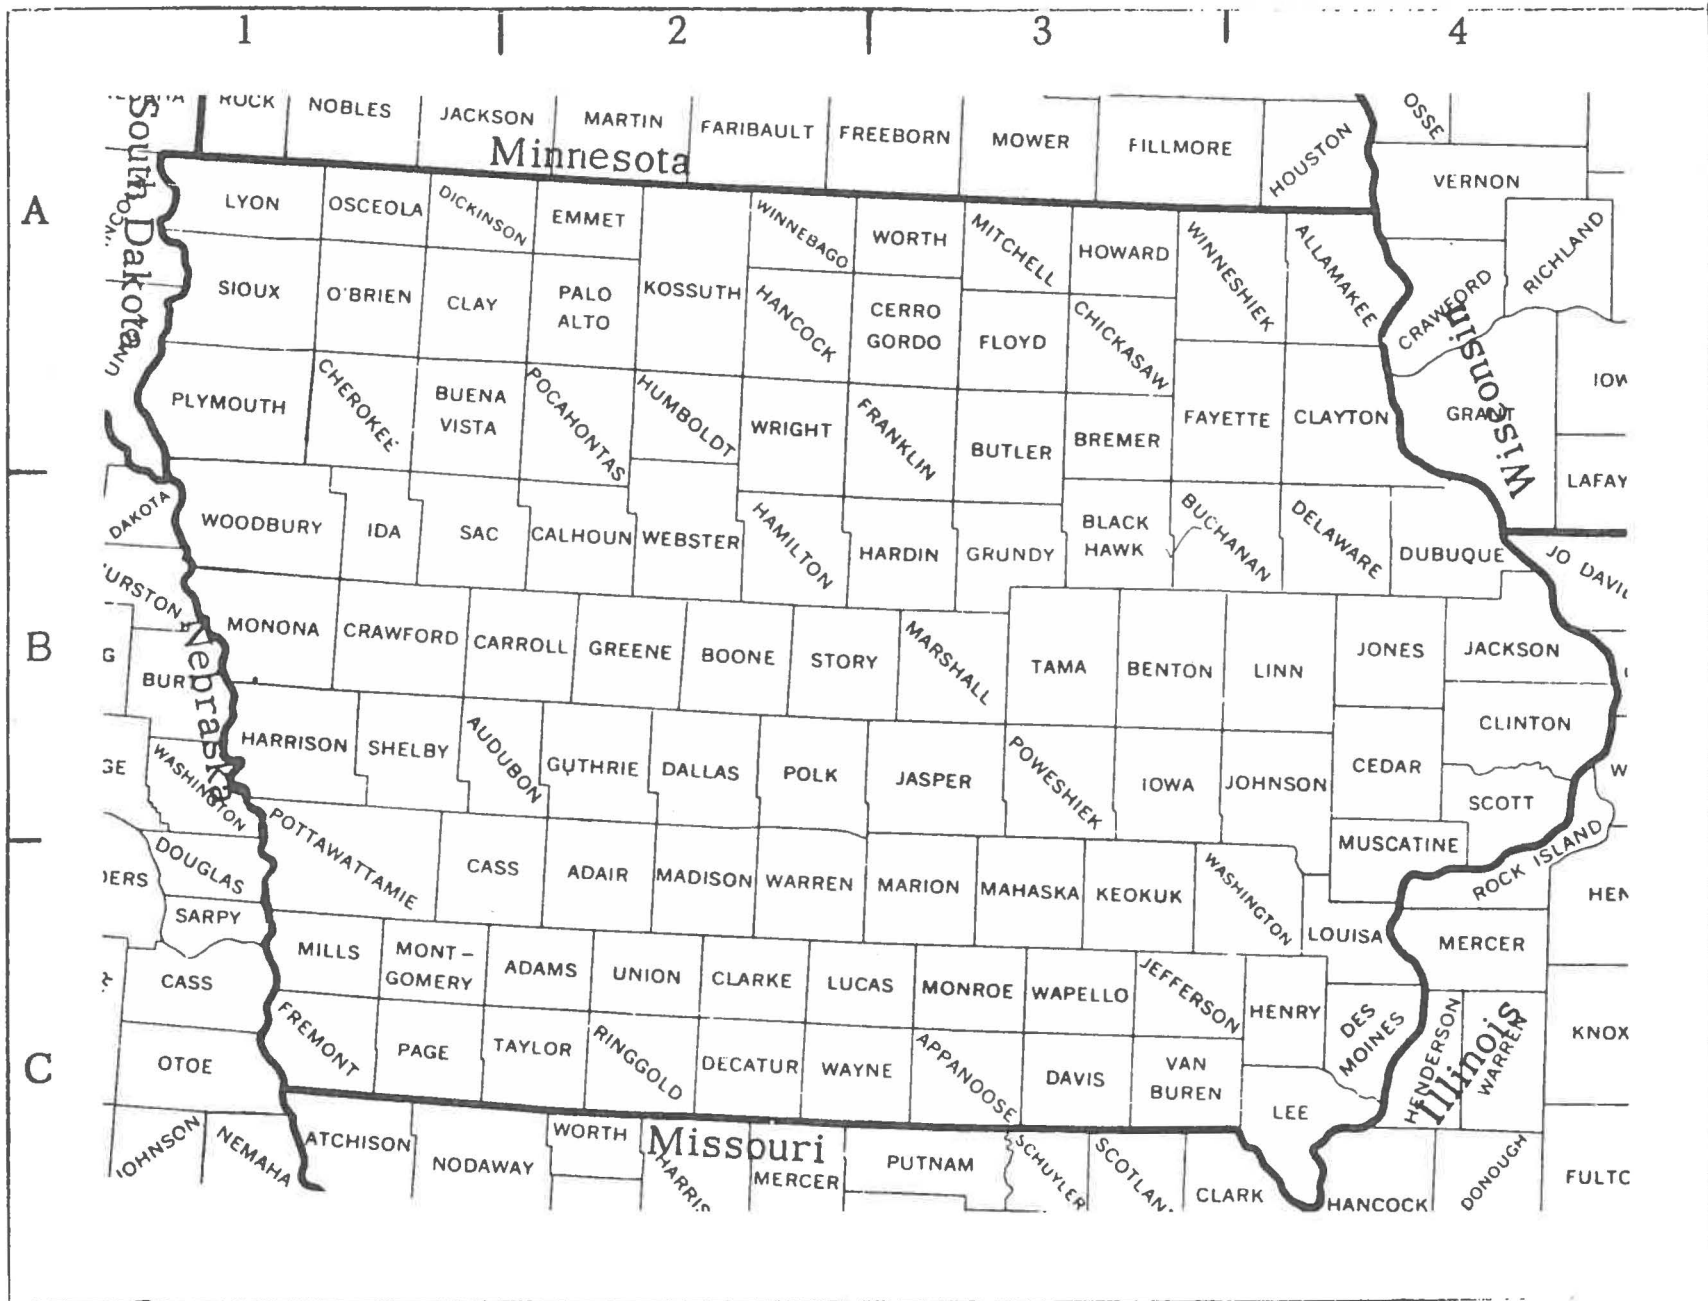 1 2 3 4
A
B
C
ROCK NOBLES JACKSON MARTIN FARIBAULT FREEBORN MOWER FILLMORE HOUSTON
Minnesota
South Dakota
VERNON
RICHLAND
CRAWFORD
Wisconsin
GRANT
LYON OSCEOLA DICKINSON EMMET WINNEBAGO WORTH MITCHELL HOWARD WINNESHIEK ALLAMAKEE
SIOUX O'BRIEN CLAY PALO ALTO KOSSUTH HANCOCK CERRO GORDO FLOYD CHICKASAW
PLYMOUTH CHEROKEE BUENA VISTA POCAHONTAS HUMBOLDT WRIGHT FRANKLIN BUTLER BREMER FAYETTE CLAYTON
LAFAY
DAKOTA
WOODBURY IDA SAC CALHOUN WEBSTER HAMILTON HARDIN GRUNDY BLACK HAWK BUCHANAN DELAWARE DUBUQUE
JO DAVI
URSTON
Nebraska
BURT
MONONA CRAWFORD CARROLL GREENE BOONE STORY MARSHALL TAMA BENTON LINN JONES JACKSON
HARRISON SHELBY AUDUBON GUTHRIE DALLAS POLK JASPER POWESHIEK IOWA JOHNSON CEDAR CLINTON
SCOTT
WASHINGTON
POTTAWATTAMIE CASS ADAIR MADISON WARREN MARION MAHASKA KEOKUK WASHINGTON MUSCATINE
ROCK ISLAND
DOUGLAS
DERS
SARPY
LOUISA
MERCER
HEN
CASS
MILLS MONT-GOMERY ADAMS UNION CLARKE LUCAS MONROE WAPELLO JEFFERSON HENRY DES MOINES
HENDERSON
Illinois
WARREN
KNOX
OTOE
FREMONT PAGE TAYLOR RINGGOLD DECATUR WAYNE APPANOOSE DAVIS VAN BUREN LEE
JOHNSON NEMAHA ATCHISON NODAWAY WORTH HARRIS MERCER PUTNAM SCHUYLER SCOTLAN CLARK HANCOCK DONOUGH FULTC
Missouri